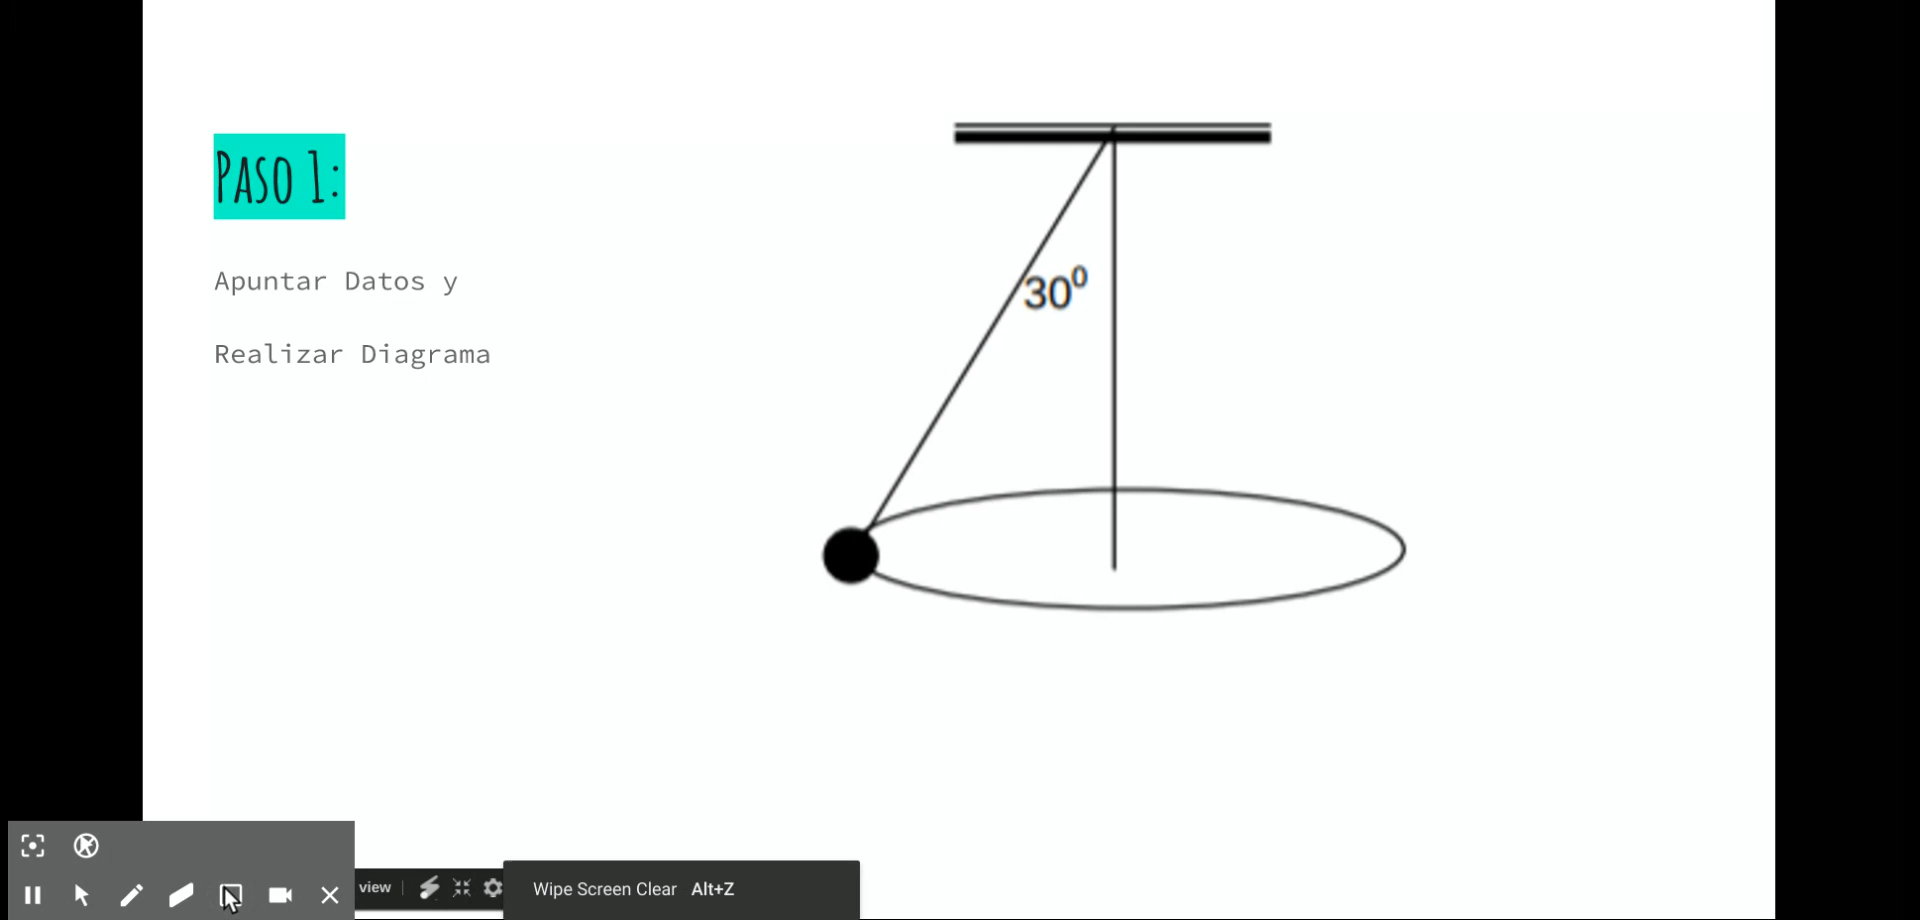 Paso 1:
Apuntar Datos y
Realizar Diagrama
30⁰
view
Wipe Screen Clear Alt+Z